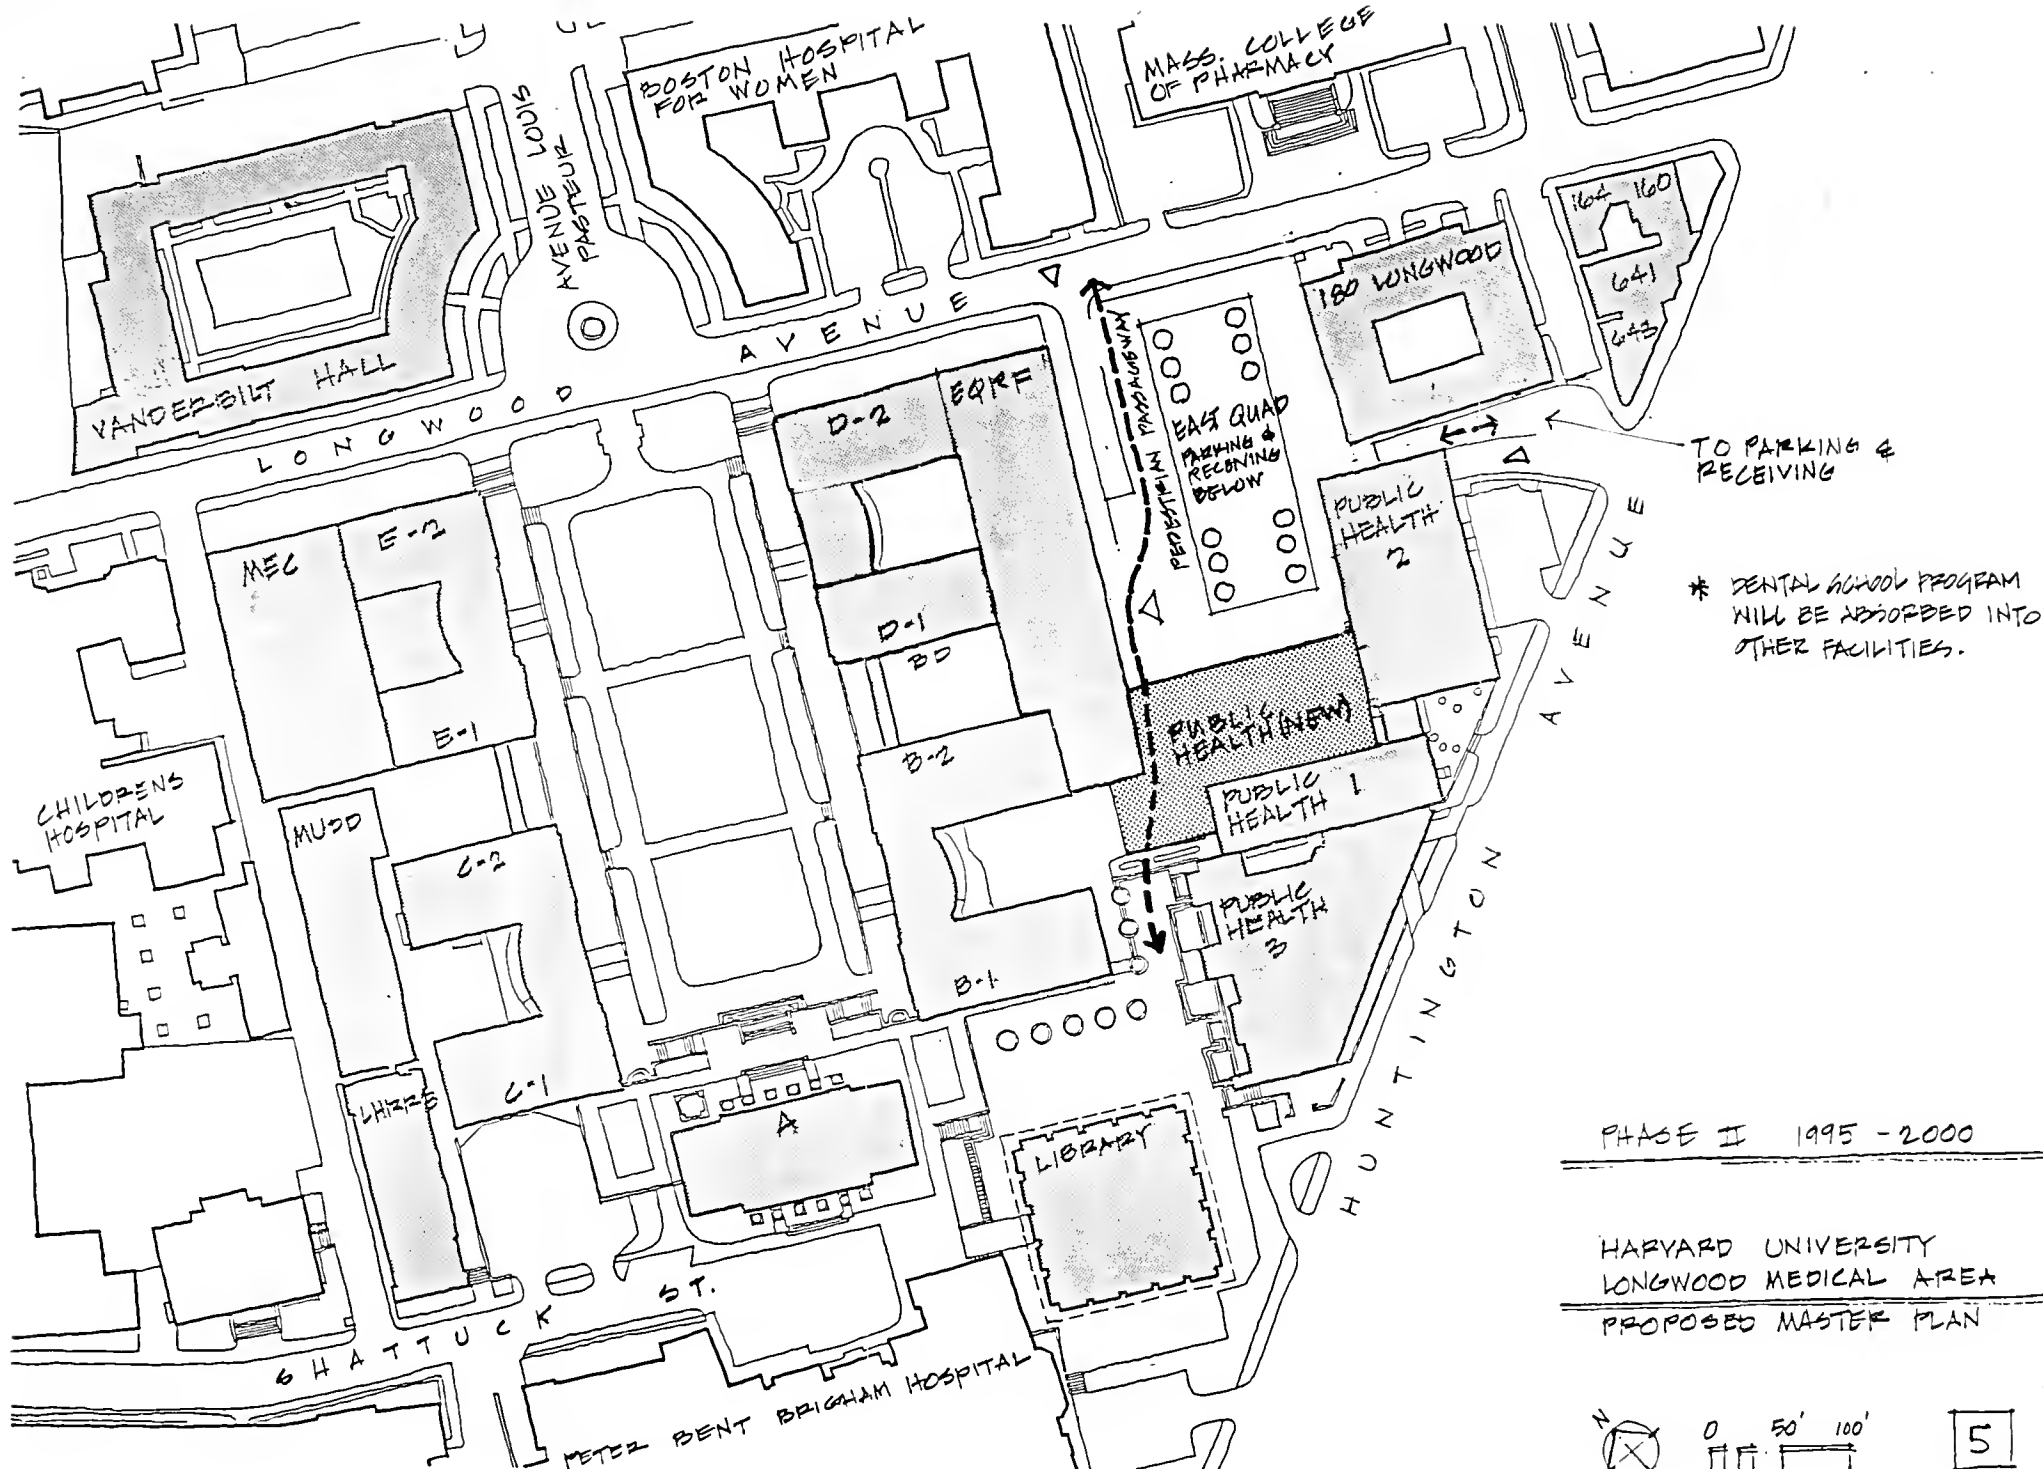 BOSTON HOSPITAL
FOR WOMEN
MASS. COLLEGE
OF PHARMACY
AVENUE LOUIS
PASTEUR
164 160
641
643
180 LONGWOOD
VANDERBILT HALL
LONGWOOD AVENUE
D-2
EQRF
PEDESTRIAN PASSAGEWAY
EAST QUAD
PARKING &
RECEIVING
BELOW
TO PARKING &
RECEIVING
PUBLIC
HEALTH
2
MEC
E-2
D-1
BD
E-1
* DENTAL SCHOOL PROGRAM
WILL BE ABSORBED INTO
OTHER FACILITIES.
PUBLIC
HEALTH (NEW)
B-2
PUBLIC
HEALTH 1
CHILDRENS
HOSPITAL
MUDD
C-2
PUBLIC
HEALTH
3
B-1
HUNTINGTON AVENUE
C-1
LHRRB
A
LIBRARY
PHASE II 1995 - 2000
HARVARD UNIVERSITY
LONGWOOD MEDICAL AREA
PROPOSED MASTER PLAN
SHATTUCK ST.
PETER BENT BRIGHAM HOSPITAL
N
0 50' 100'
5